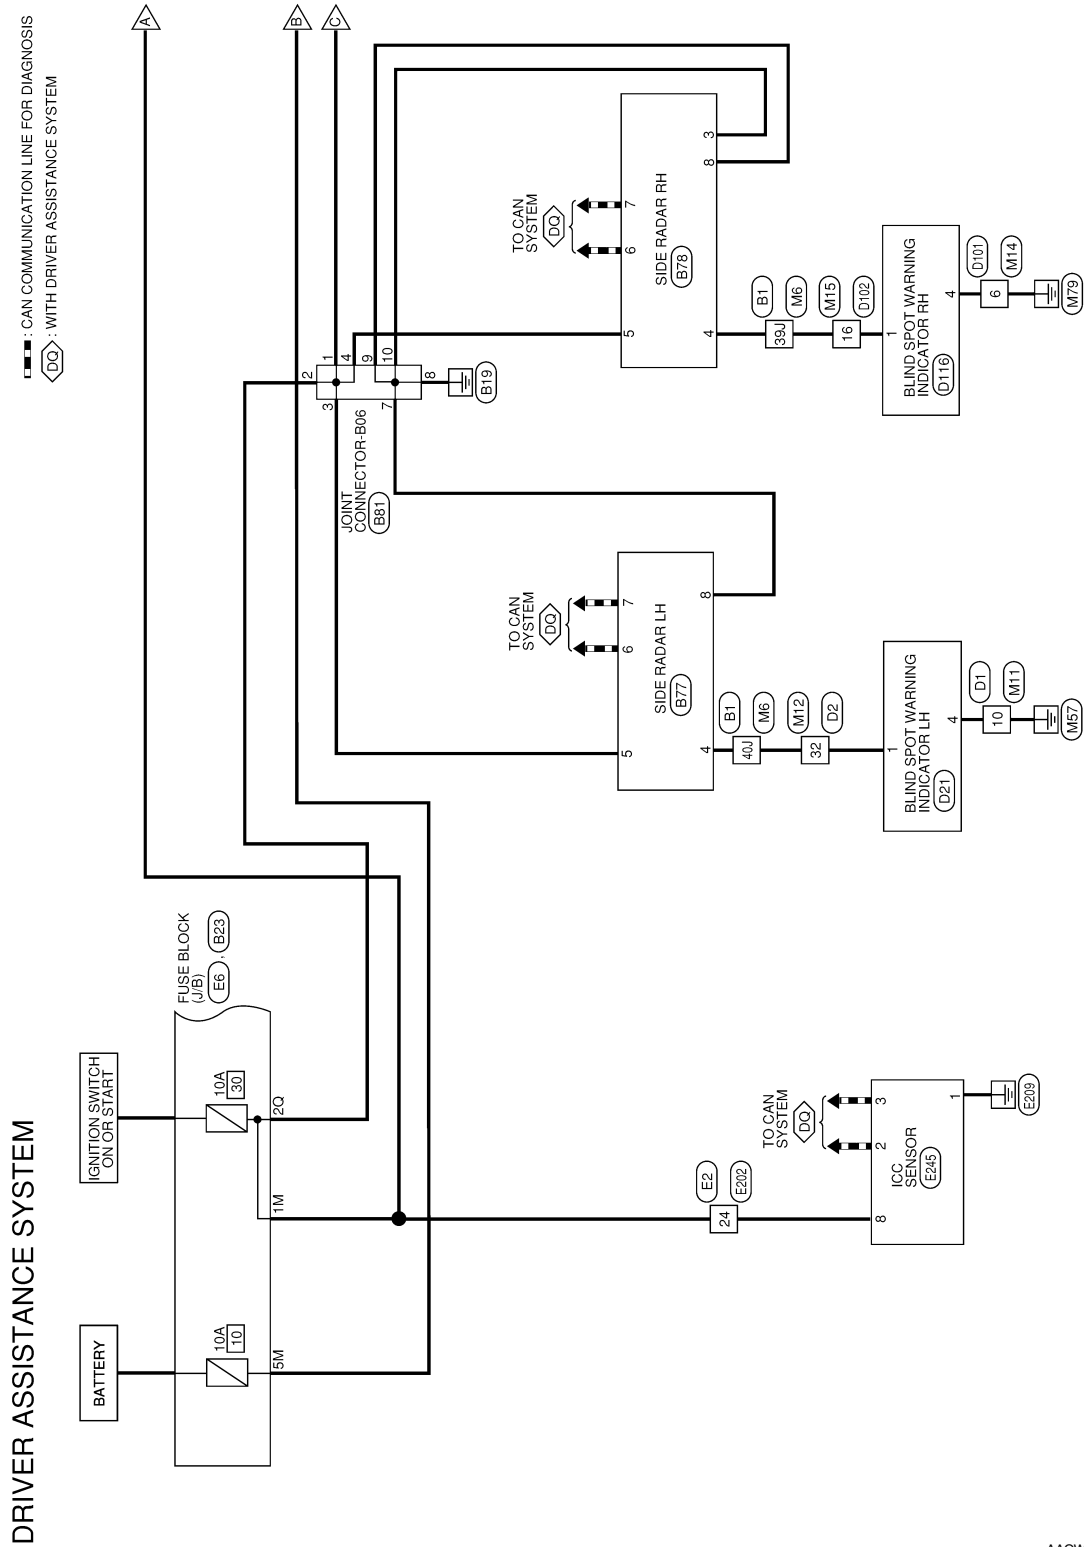 DRIVER ASSISTANCE SYSTEM
: CAN COMMUNICATION LINE FOR DIAGNOSIS
DQ : WITH DRIVER ASSISTANCE SYSTEM
BATTERY
IGNITION SWITCH
ON OR START
FUSE BLOCK
(J/B)
E6 , B23
10A
10
10A
30
5M
1M
2Q
A
B
C
JOINT
CONNECTOR-B06
B81
2
1
4
9
10
3
7
8
B19
E2
24
E202
TO CAN
SYSTEM
DQ
8
2
3
ICC
SENSOR
E245
1
E209
TO CAN
SYSTEM
DQ
5
6
7
SIDE RADAR LH
B77
4
8
B1
40J
M6
M12
32
D2
1
BLIND SPOT WARNING
INDICATOR LH
D21
4
D1
10
M11
M57
TO CAN
SYSTEM
DQ
5
6
7
SIDE RADAR RH
B78
4
8
3
B1
39J
M6
M15
16
D102
1
BLIND SPOT WARNING
INDICATOR RH
D116
4
D101
6
M14
M79